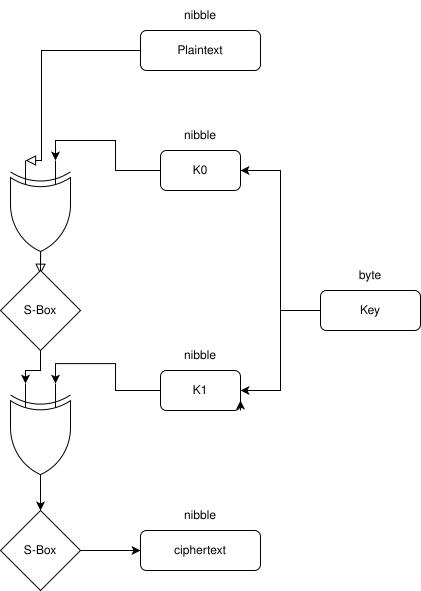 nibble
Plaintext
nibble
K0
byte
S-Box
Key
nibble
K1
nibble
S-Box
ciphertext